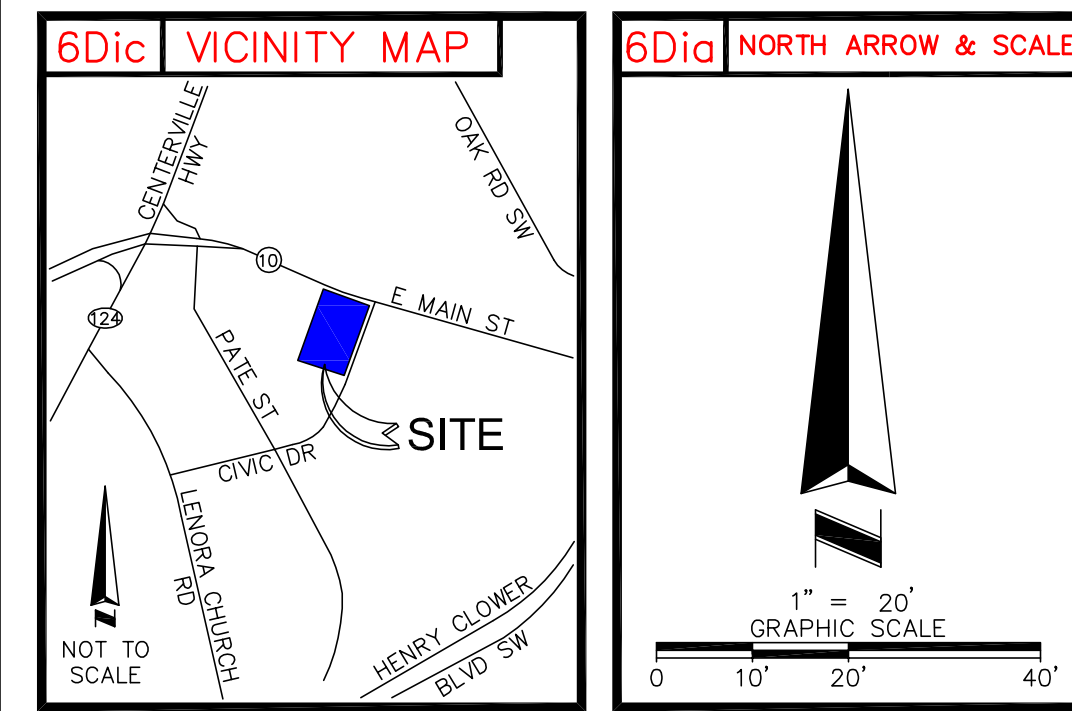 6Dic VICINITY MAP
CENTERVILLE
HWY
OAK RD SW
10
124
E MAIN ST
PATE ST
SITE
CIVIC DR
LENORA CHURCH
RD
HENRY CLOWER
BLVD SW
N
NOT TO
SCALE
6Dia NORTH ARROW & SCALE
N
1" = 20'
GRAPHIC SCALE
0 10' 20' 40'